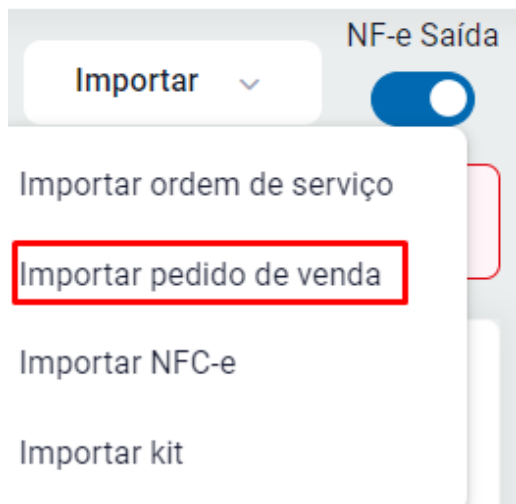 NF-e Saída
Importar
Importar ordem de serviço
Importar pedido de venda
Importar NFC-e
Importar kit